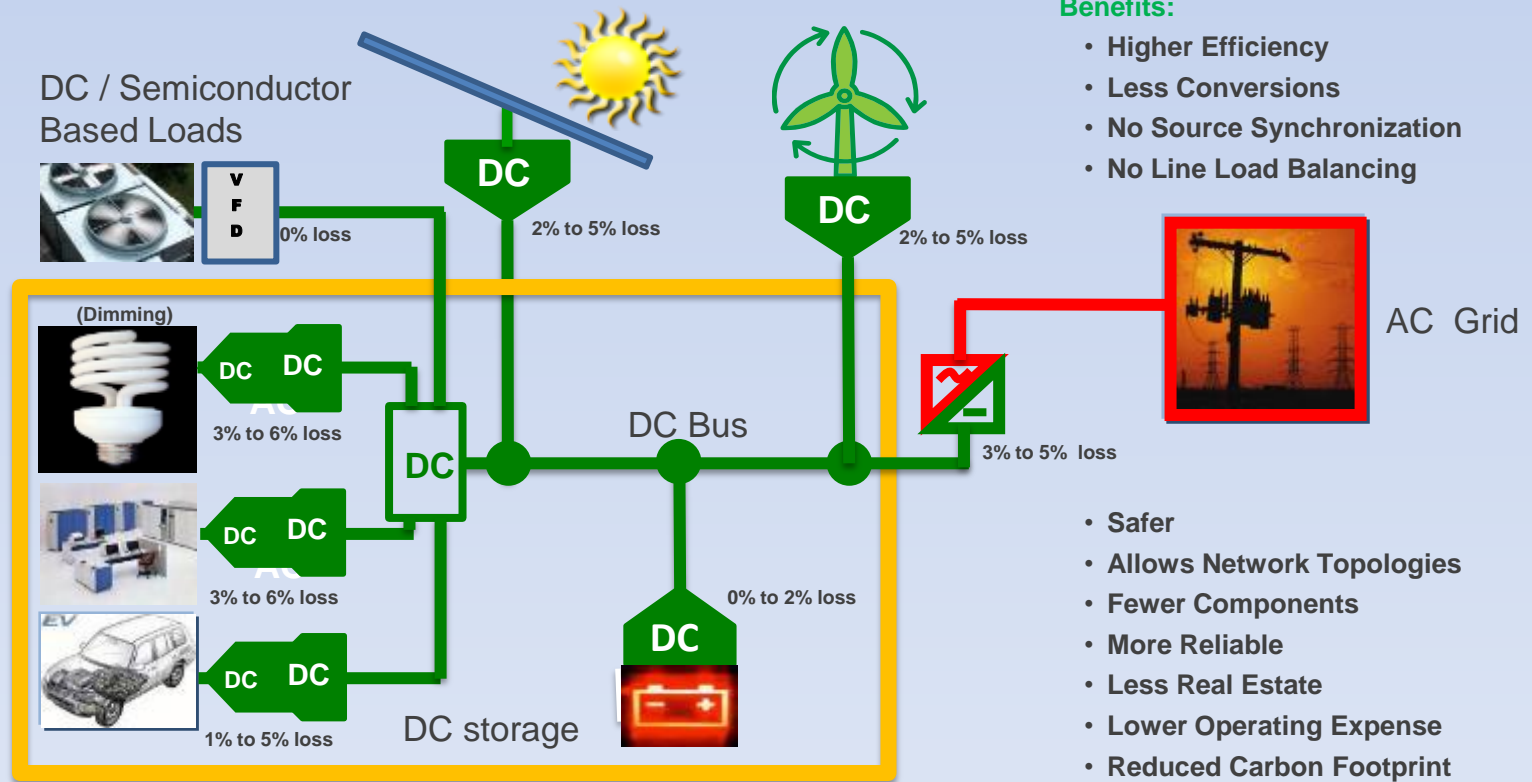 Benefits:
• Higher Efficiency
• Less Conversions
• No Source Synchronization
• No Line Load Balancing
DC / Semiconductor
Based Loads
V
F
D
0% loss
DC
2% to 5% loss
DC
2% to 5% loss
AC Grid
(Dimming)
DC DC
3% to 6% loss
DC Bus
DC
3% to 5% loss
DC DC
3% to 6% loss
0% to 2% loss
DC
EV
DC DC
1% to 5% loss
DC storage
• Safer
• Allows Network Topologies
• Fewer Components
• More Reliable
• Less Real Estate
• Lower Operating Expense
• Reduced Carbon Footprint